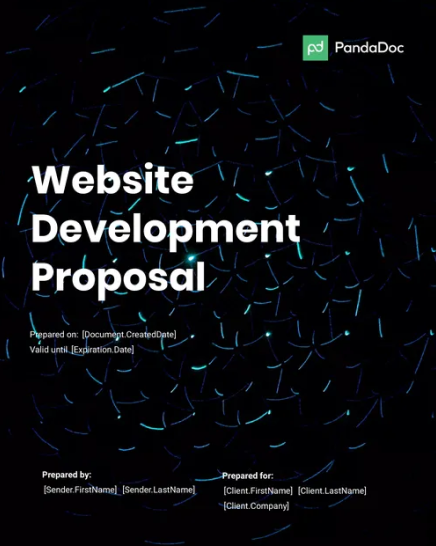 PandaDoc
Website
Development
Proposal
Prepared on: [Document.CreatedDate]
Valid until [Expiration.Date]
Prepared by:
[Sender.FirstName] [Sender.LastName]
Prepared for:
[Client.FirstName] [Client.LastName]
[Client.Company]